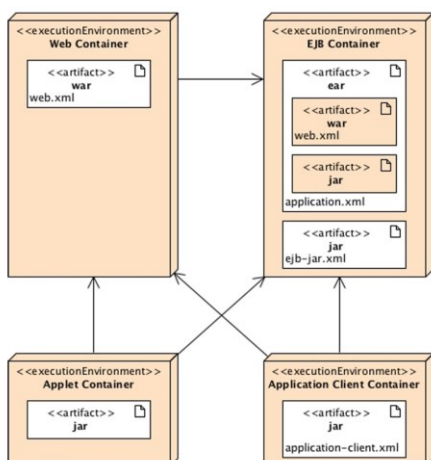 <<executionEnvironment>>
Web Container
<<artifact>>
war
web.xml
<<executionEnvironment>>
EJB Container
<<artifact>>
ear
<<artifact>>
war
web.xml
<<artifact>>
jar
application.xml
<<artifact>>
jar
ejb-jar.xml
<<executionEnvironment>>
Applet Container
<<artifact>>
jar
<<executionEnvironment>>
Application Client Container
<<artifact>>
jar
application-client.xml